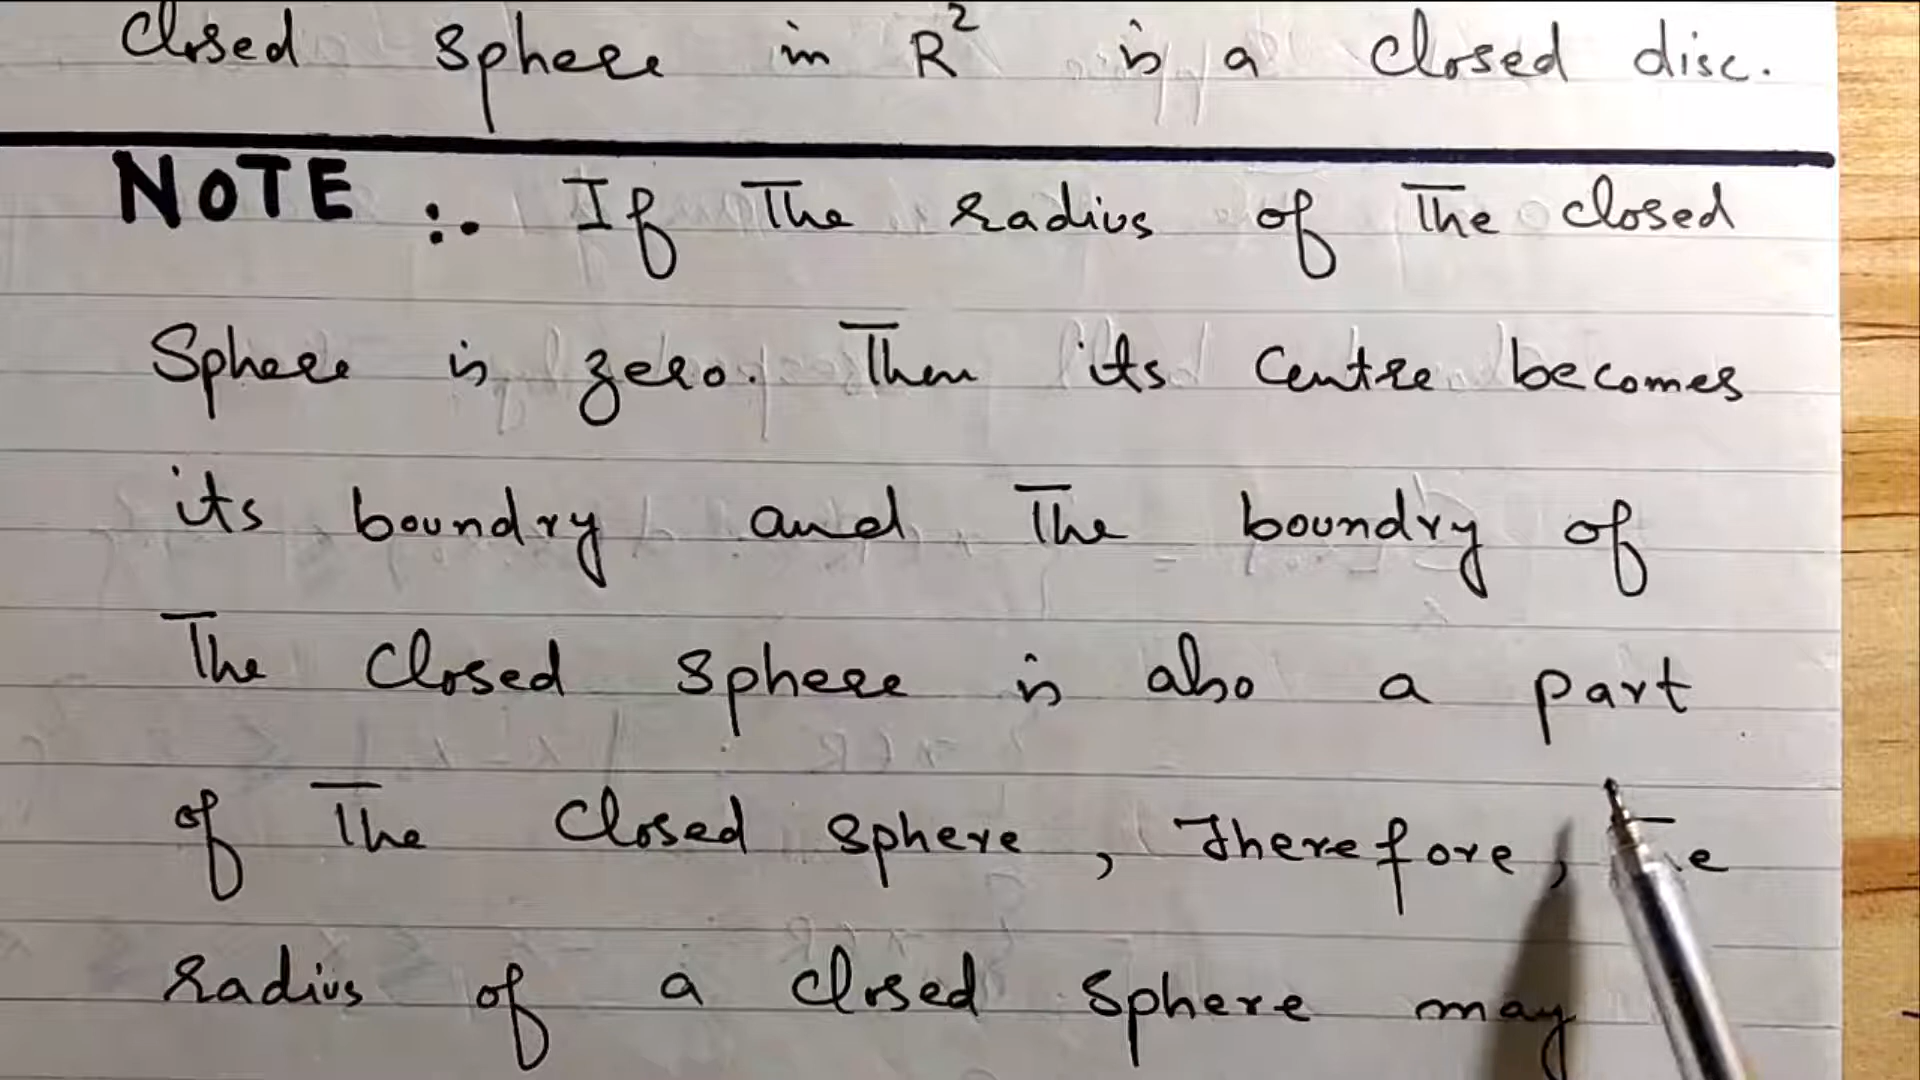 Closed sphere in R² is a closed disc.
NOTE :. If The radius of The closed
Sphere is zero. Then its Centre becomes
its boundry and The boundry of
The Closed Sphere is also a part
of The Closed sphere, Therefore,
radius of a closed sphere may